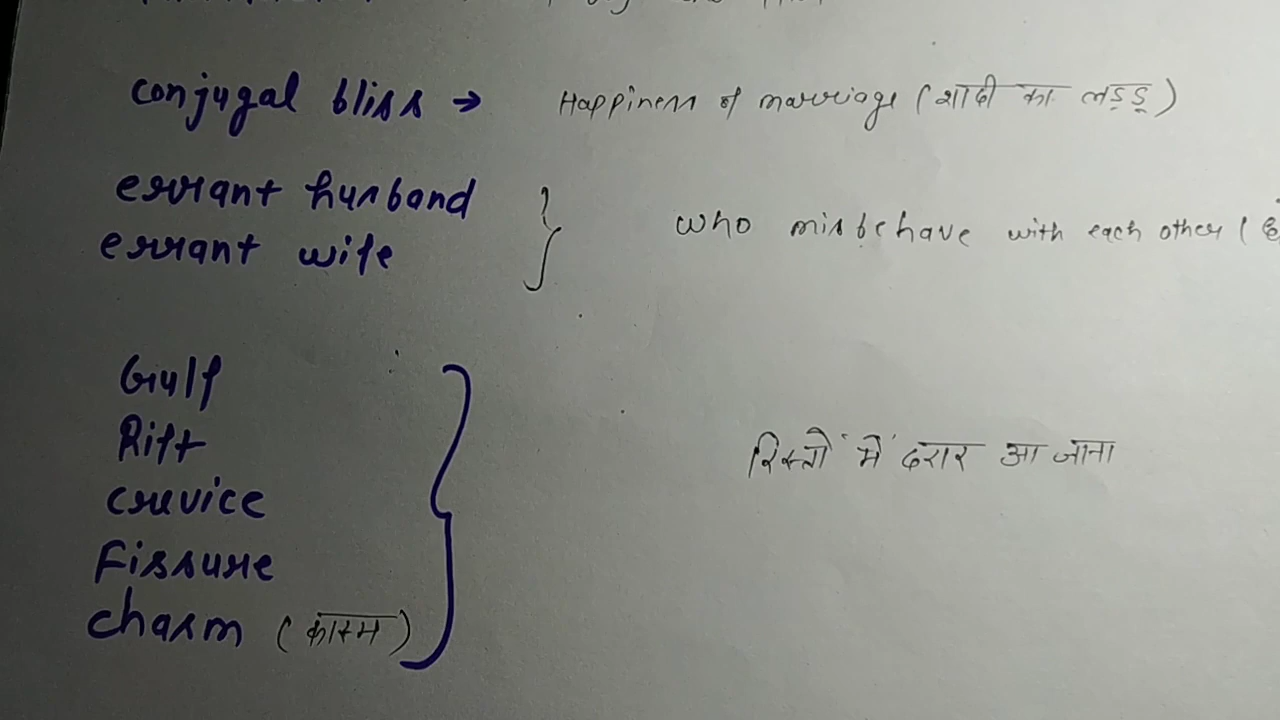 conjugal bliss → Happiness of marriage (शादी का लड्डू)
errant husband
errant wife } who misbehave with each other (
Gulf
Rift
crevice
Fissure
chasm (कास्म)
} रिस्तों में दरार आ जाना